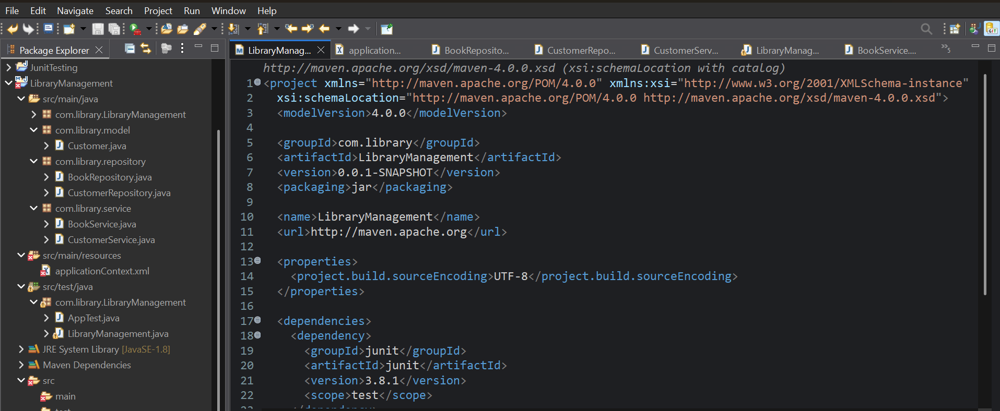 File Edit Navigate Search Project Run Window Help
GIT
Package Explorer
LibraryManag... application... BookReposito... CustomerRepo... CustomerServ... LibraryManag... BookService.... »5
JunitTesting
LibraryManagement
src/main/java
com.library.LibraryManagement
com.library.model
Customer.java
com.library.repository
BookRepository.java
CustomerRepository.java
com.library.service
BookService.java
CustomerService.java
src/main/resources
applicationContext.xml
src/test/java
com.library.LibraryManagement
AppTest.java
LibraryManagement.java
JRE System Library [JavaSE-1.8]
Maven Dependencies
src
main
test
http://maven.apache.org/xsd/maven-4.0.0.xsd (xsi:schemaLocation with catalog)
1 <project xmlns="http://maven.apache.org/POM/4.0.0" xmlns:xsi="http://www.w3.org/2001/XMLSchema-instance"
2 xsi:schemaLocation="http://maven.apache.org/POM/4.0.0 http://maven.apache.org/xsd/maven-4.0.0.xsd">
3 <modelVersion>4.0.0</modelVersion>
4
5 <groupId>com.library</groupId>
6 <artifactId>LibraryManagement</artifactId>
7 <version>0.0.1-SNAPSHOT</version>
8 <packaging>jar</packaging>
9
10 <name>LibraryManagement</name>
11 <url>http://maven.apache.org</url>
12
13 <properties>
14 <project.build.sourceEncoding>UTF-8</project.build.sourceEncoding>
15 </properties>
16
17 <dependencies>
18 <dependency>
19 <groupId>junit</groupId>
20 <artifactId>junit</artifactId>
21 <version>3.8.1</version>
22 <scope>test</scope>
23 </dependency>